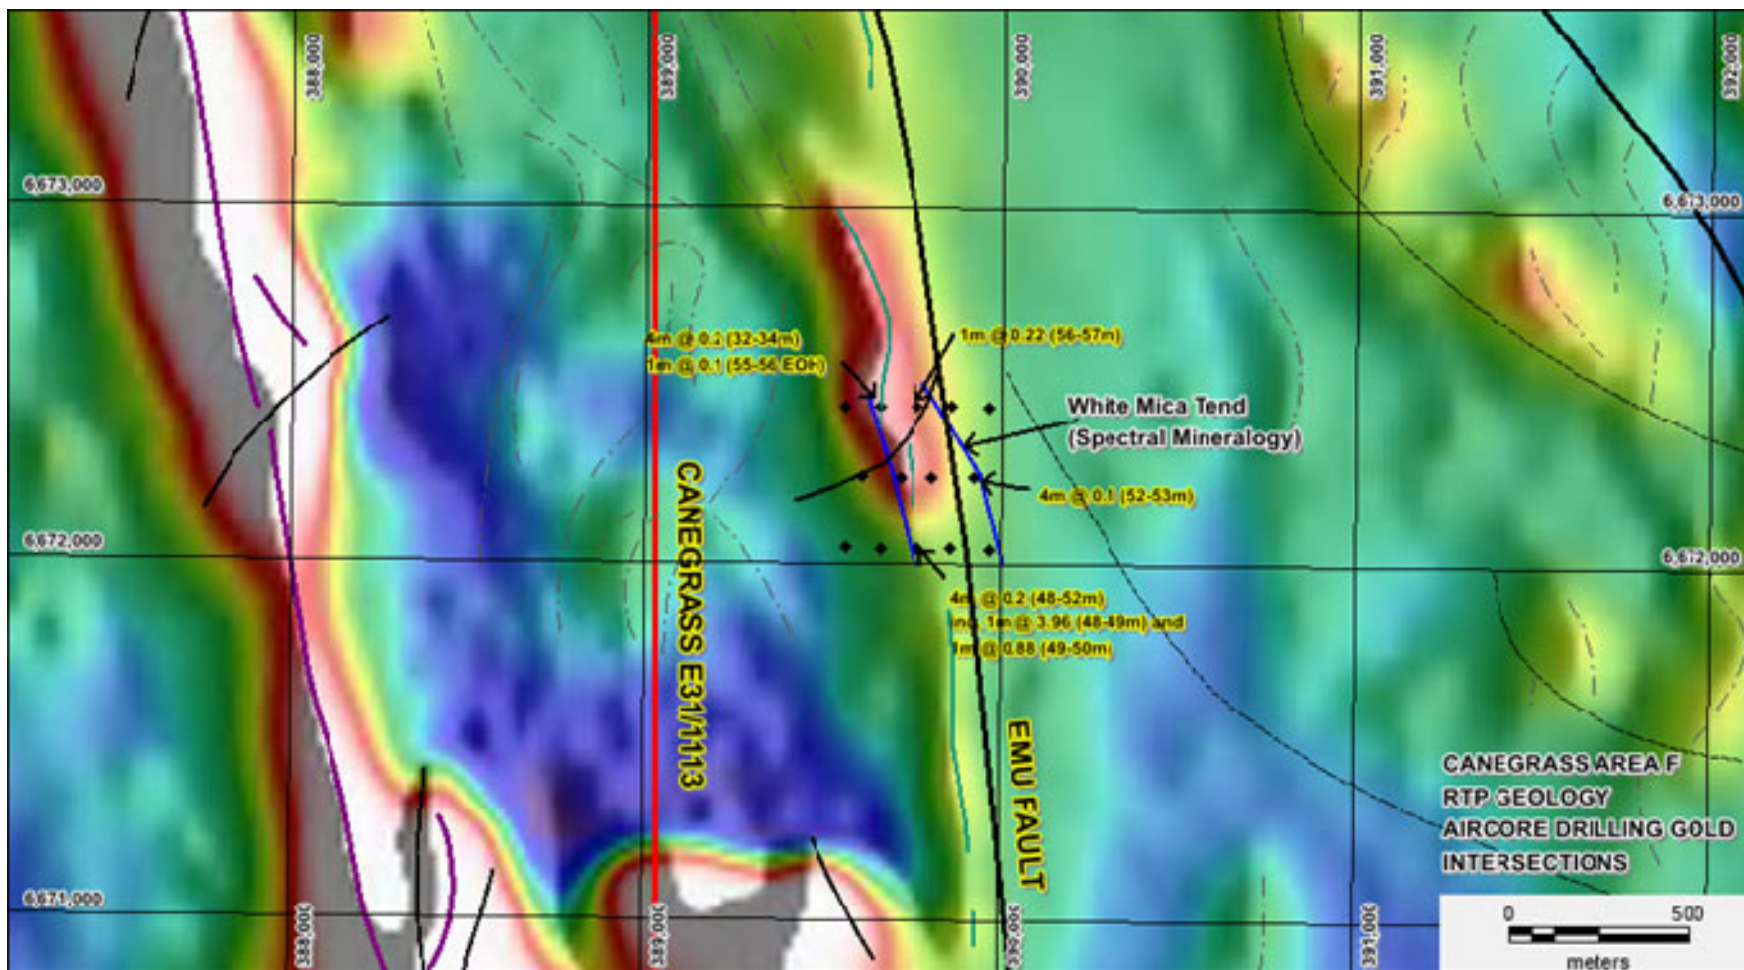 388,000
389,000
390,000
391,000
392,000
6,673,000
6,673,000
4m @ 0.2 (32-34m)
1m @ 0.1 (55-56 EOH)
1m @ 0.22 (56-57m)
White Mica Tend
(Spectral Mineralogy)
4m @ 0.1 (52-53m)
CANEGRASS E31/1113
6,672,000
6,672,000
4m @ 0.2 (48-52m)
inc, 1m @ 3.96 (48-49m) and
1m @ 0.88 (49-50m)
EMU FAULT
CANEGRASS AREA F
RTP GEOLOGY
AIRCORE DRILLING GOLD
INTERSECTIONS
6,671,000
388,000
389,000
390,000
391,000
0 500
meters